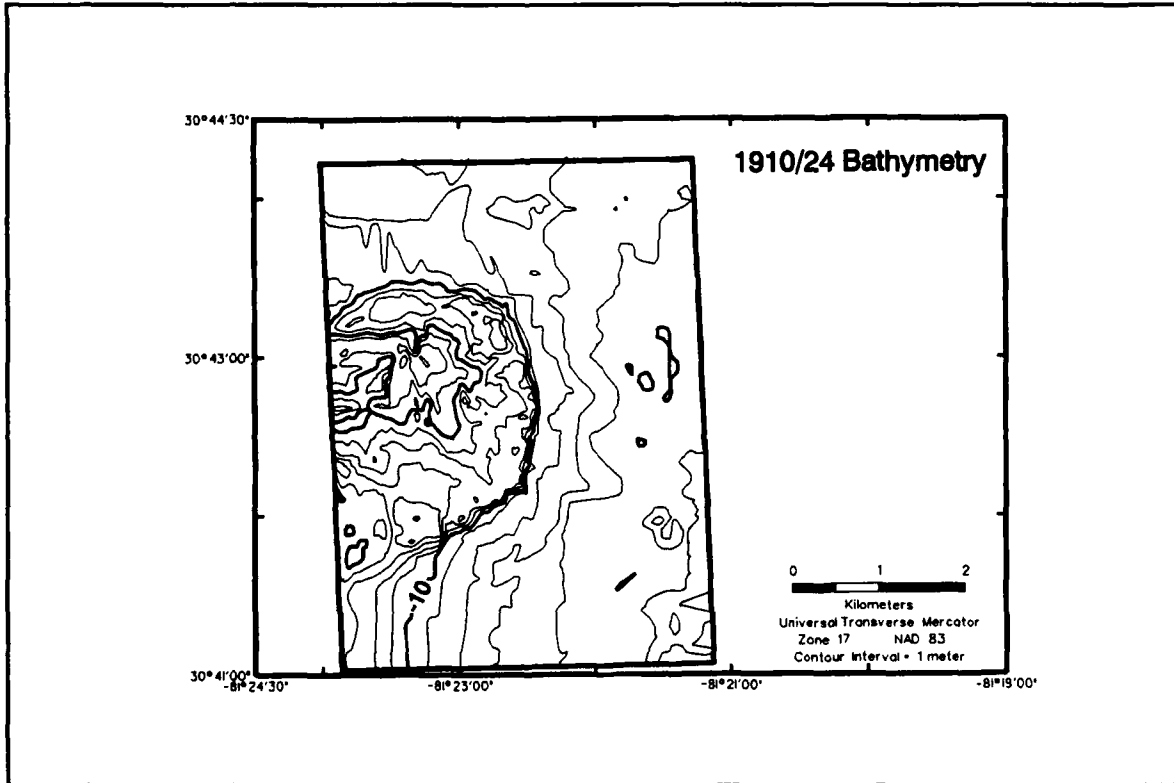 30°44'30"
1910/24 Bathymetry
30°43'00"
-10
0 1 2
Kilometers
Universal Transverse Mercator
Zone 17 NAD 83
Contour Interval = 1 meter
30°41'00"
-81°24'30" -81°23'00" -81°21'00" -81°19'00"